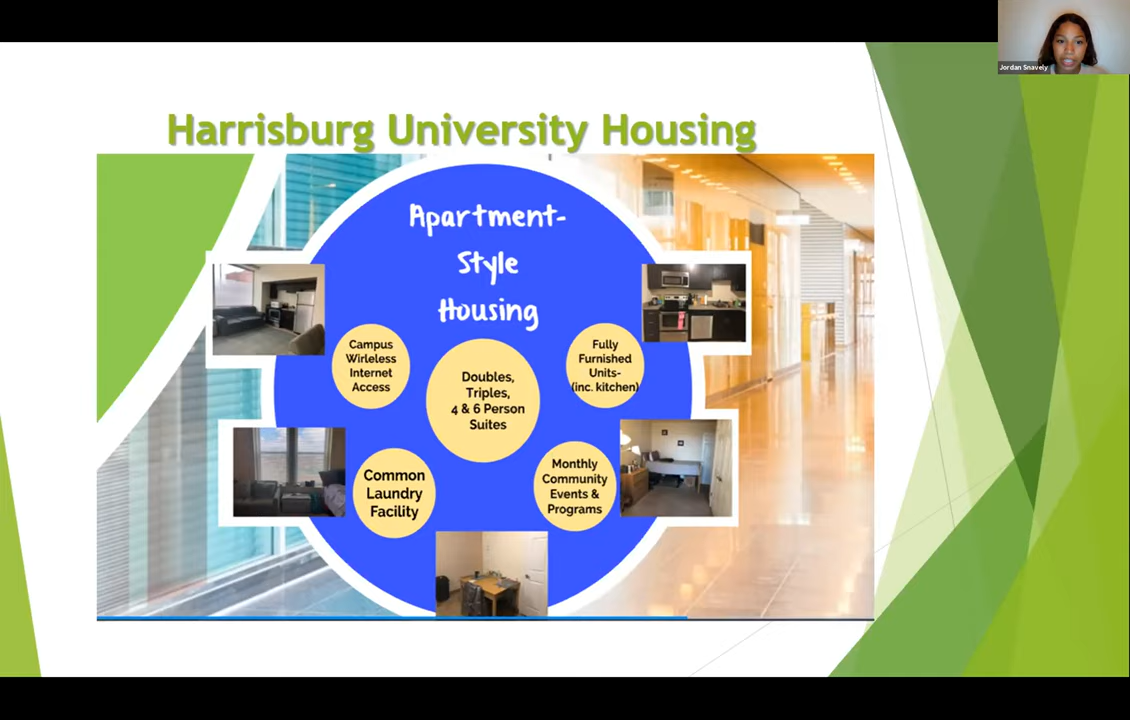 Jordan Snavely
Harrisburg University Housing
Apartment-
Style
Housing
Campus
Wirleless
Internet
Access
Fully
Furnished
Units-
(inc. kitchen)
Doubles,
Triples,
4 & 6 Person
Suites
Common
Laundry
Facility
Monthly
Community
Events &
Programs